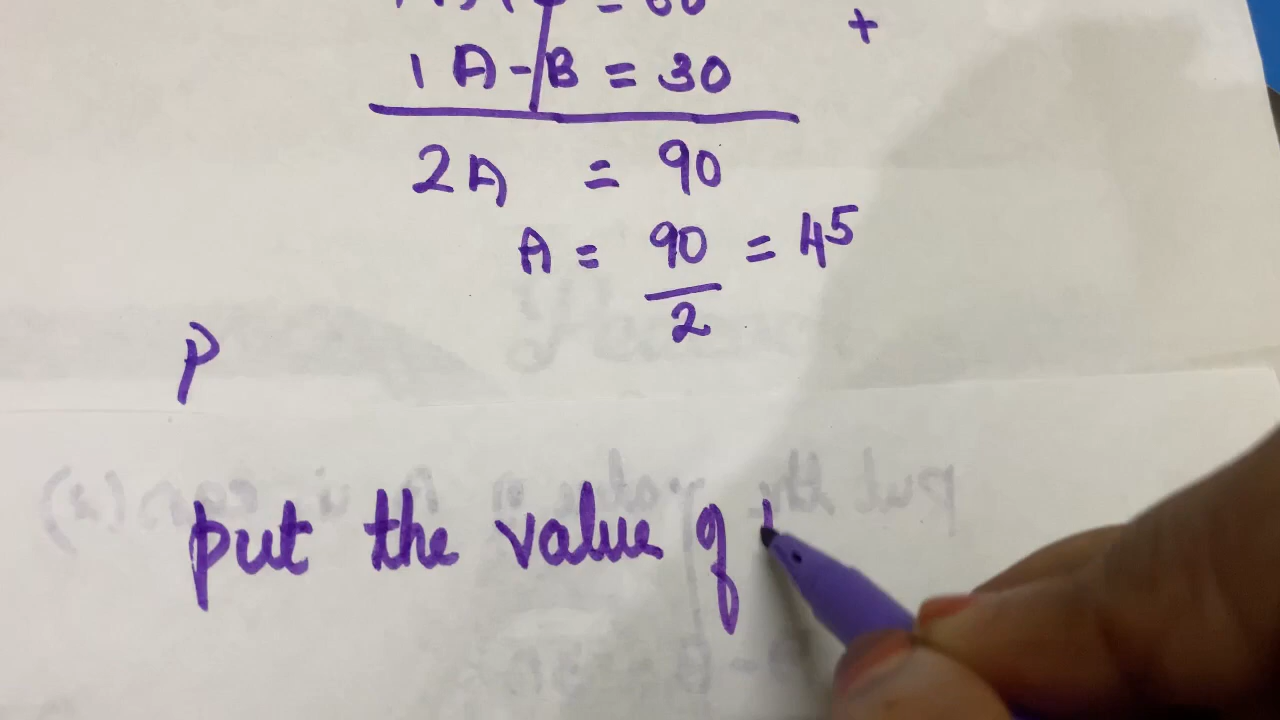 +
1 A - B = 30
2A = 90
A = 90/2 = 45
P
put the value of